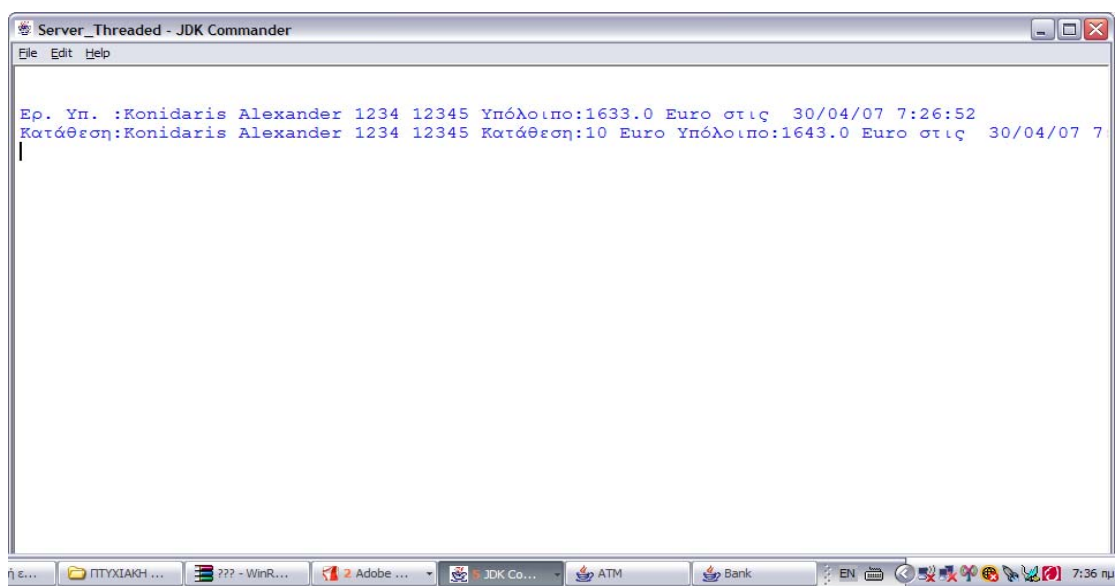 Server_Threaded - JDK Commander
File Edit Help
Ερ. Υπ. :Konidaris Alexander 1234 12345 Υπόλοιπο:1633.0 Euro στις 30/04/07 7:26:52
Κατάθεση:Konidaris Alexander 1234 12345 Κατάθεση:10 Euro Υπόλοιπο:1643.0 Euro στις 30/04/07 7:
ή ε... ΠΤΥΧΙΑΚΗ ... ??? - WinR... 2 Adobe ... 6 JDK Co... ATM Bank EN 7:36 πμ